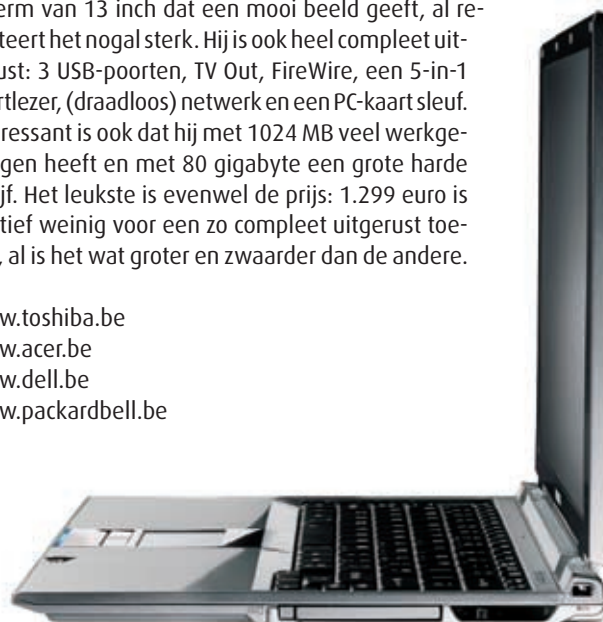 erm van 13 inch dat een mooi beeld geeft, al re-
teert het nogal sterk. Hij is ook heel compleet uit-
ust: 3 USB-poorten, TV Out, FireWire, een 5-in-1
rtlezer, (draadloos) netwerk en een PC-kaart sleuf.
ressant is ook dat hij met 1024 MB veel werkge-
gen heeft en met 80 gigabyte een grote harde
ijf. Het leukste is evenwel de prijs: 1.299 euro is
tief weinig voor een zo compleet uitgerust toe-
, al is het wat groter en zwaarder dan de andere.
w.toshiba.be
w.acer.be
w.dell.be
w.packardbell.be